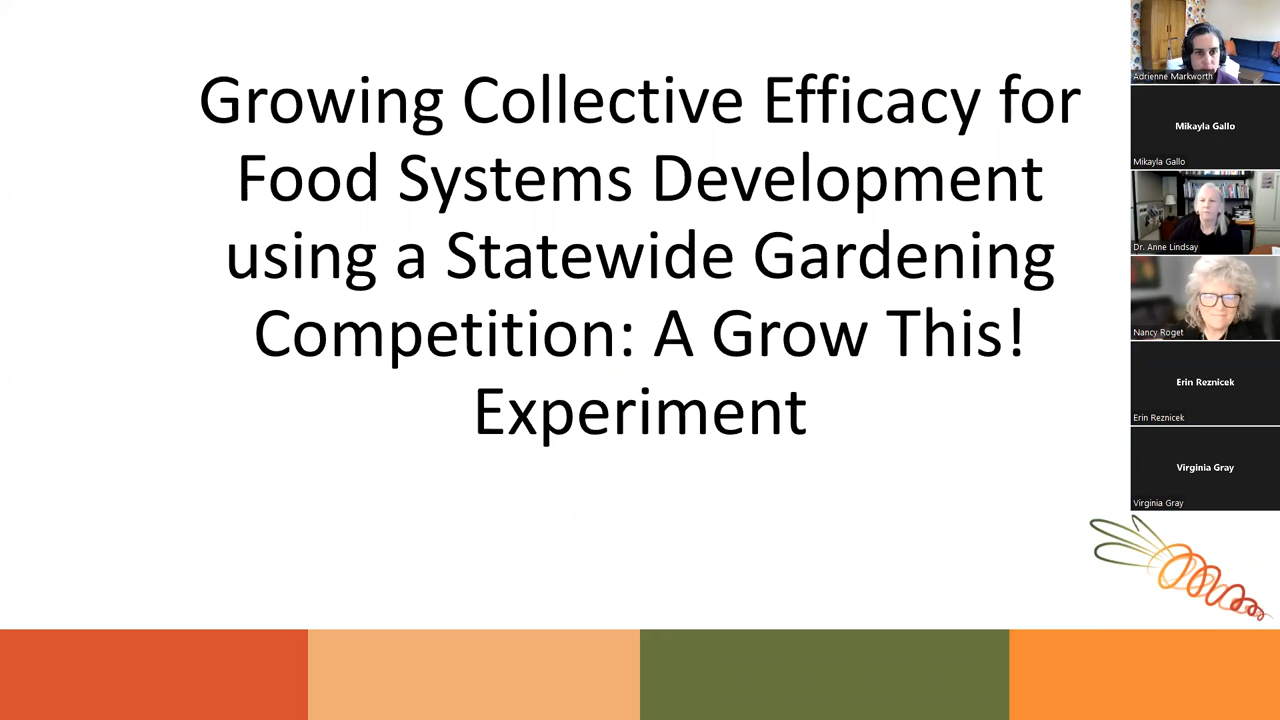 Growing Collective Efficacy for
Food Systems Development
using a Statewide Gardening
Competition: A Grow This!
Experiment
Adrienne Markworth
Mikayla Gallo
Mikayla Gallo
Dr. Anne Lindsay
Nancy Roget
Erin Reznicek
Erin Reznicek
Virginia Gray
Virginia Gray